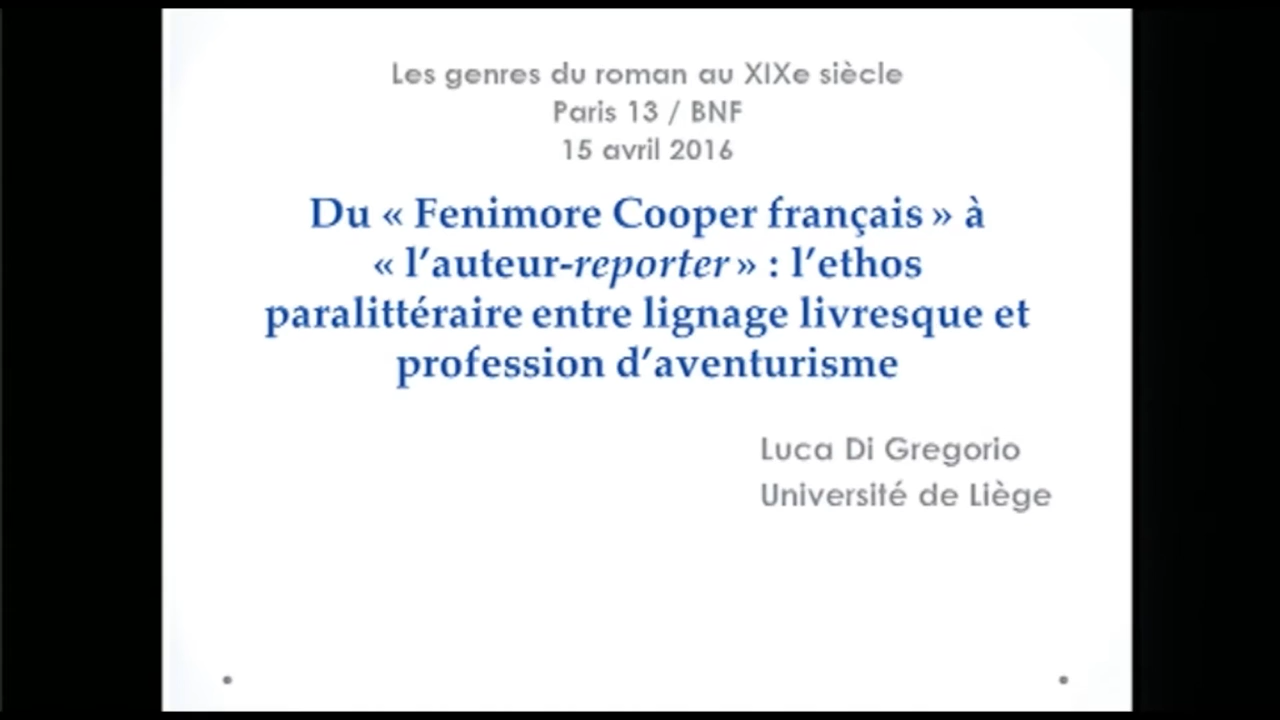 Les genres du roman au XIXe siècle
Paris 13 / BNF
15 avril 2016
Du « Fenimore Cooper français » à
« l’auteur-reporter » : l’ethos
paralittéraire entre lignage livresque et
profession d’aventurisme
Luca Di Gregorio
Université de Liège